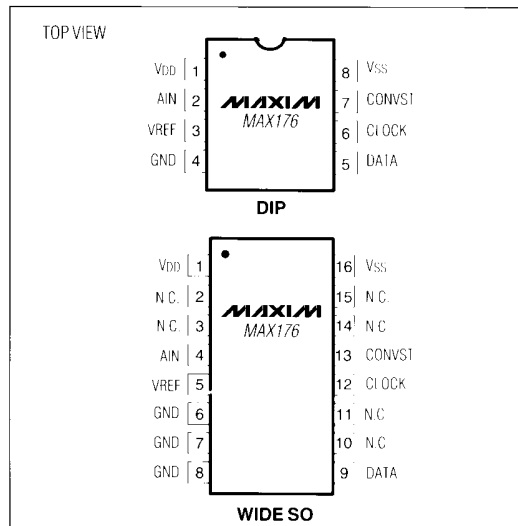 TOP VIEW
VDD 1 8 VSS
AIN 2 MAXIM 7 CONVST
VREF 3 MAX176 6 CLOCK
GND 4 5 DATA
DIP
VDD 1 16 VSS
N.C. 2 15 N.C.
N.C. 3 MAXIM 14 N.C
MAX176
AIN 4 13 CONVST
VREF 5 12 CLOCK
GND 6 11 N.C
GND 7 10 N.C
GND 8 9 DATA
WIDE SO